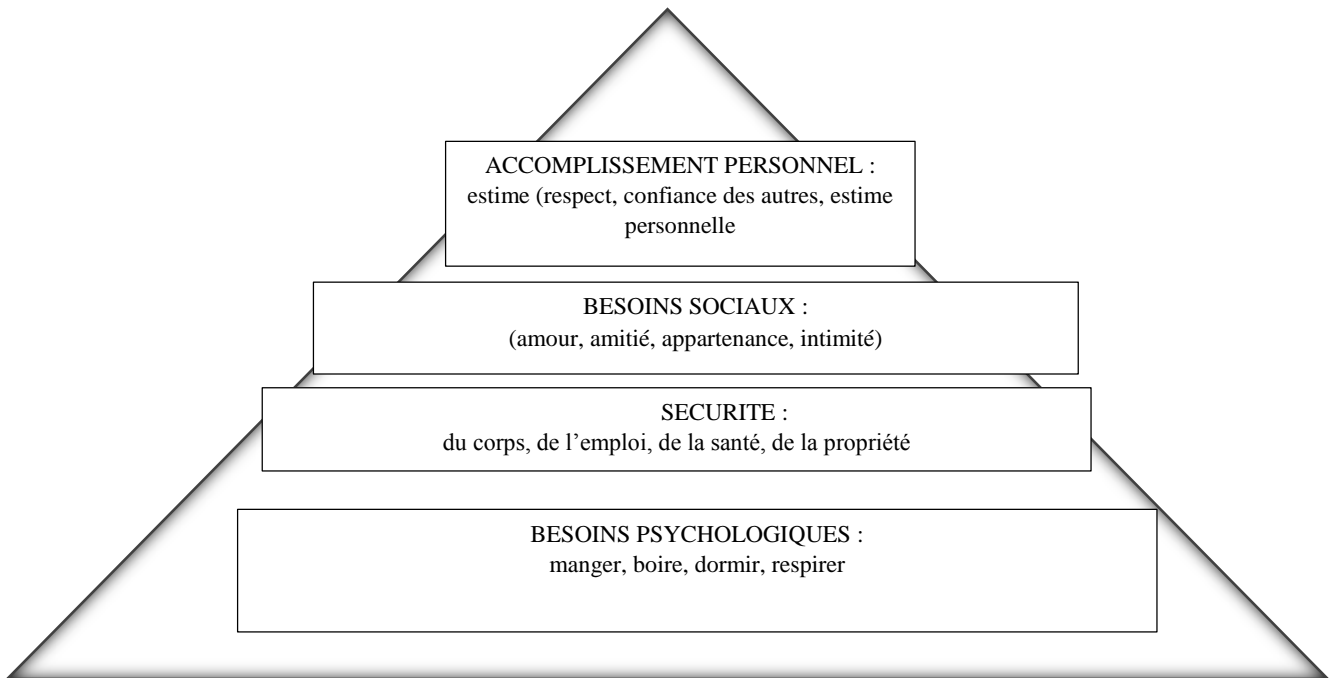 ACCOMPLISSEMENT PERSONNEL :
estime (respect, confiance des autres, estime
personnelle
BESOINS SOCIAUX :
(amour, amitié, appartenance, intimité)
SECURITE :
du corps, de l’emploi, de la santé, de la propriété
BESOINS PSYCHOLOGIQUES :
manger, boire, dormir, respirer